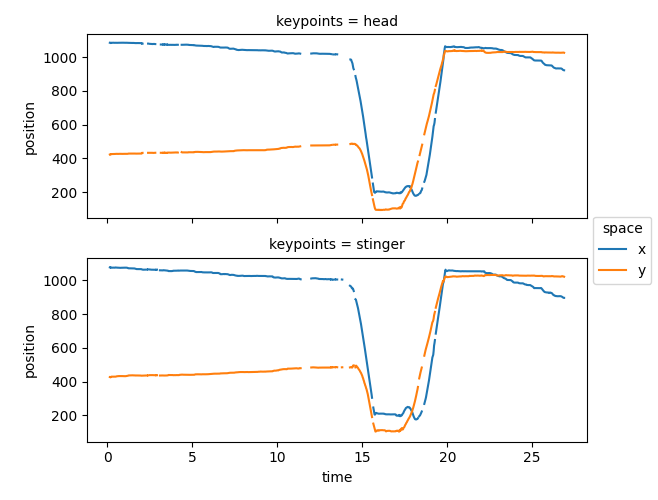 keypoints = head
1000
800
600
400
200
position
keypoints = stinger
1000
800
600
400
200
position
0 5 10 15 20 25
time
space
x
y